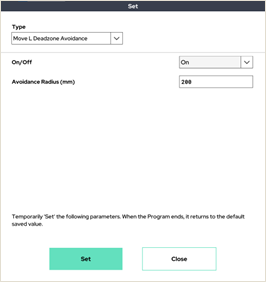 Set
Type
Move L Deadzone Avoidance
On/Off
On
Avoidance Radius (mm)
200
Temporarily 'Set' the following parameters. When the Program ends, it returns to the default
saved value.
Set
Close